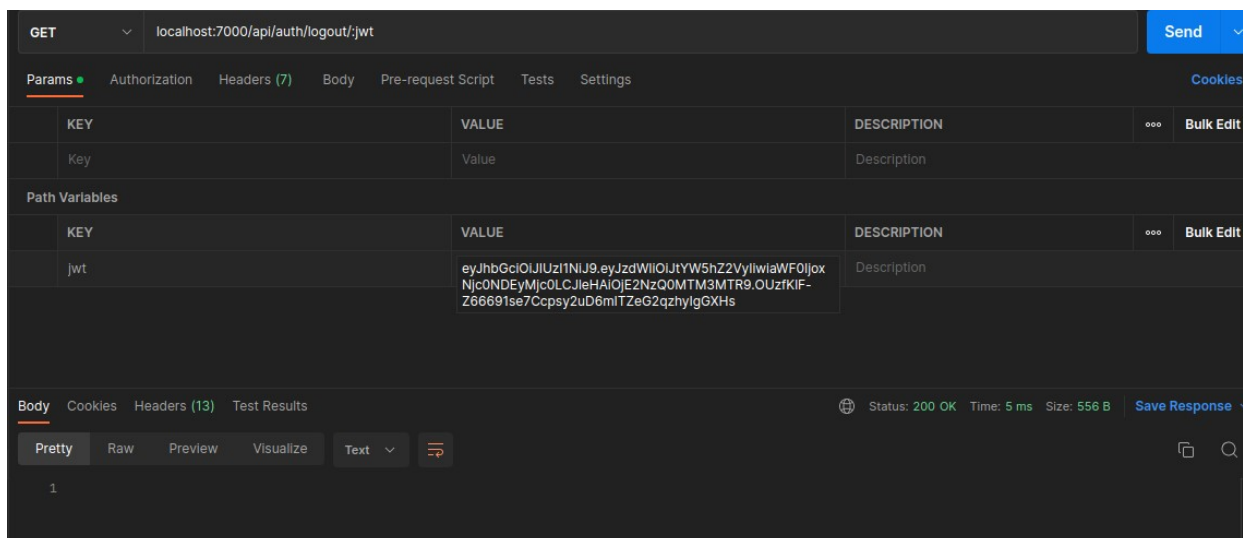 GET localhost:7000/api/auth/logout/:jwt Send
Params Authorization Headers (7) Body Pre-request Script Tests Settings Cookies
KEY VALUE DESCRIPTION ooo Bulk Edit
Key Value Description
Path Variables
KEY VALUE DESCRIPTION ooo Bulk Edit
jwt eyJhbGciOiJIUzI1NiJ9.eyJzdWIiOiJtYW5hZ2VyIiwiaWF0Ijox Description
Njc0NDEyMjc0LCJleHAiOjE2NzQ0MTM3MTR9.OUzfKIF-
Z66691se7Ccpsy2uD6mITZeG2qzhyIgGXHs
Body Cookies Headers (13) Test Results Status: 200 OK Time: 5 ms Size: 556 B Save Response
Pretty Raw Preview Visualize Text
1